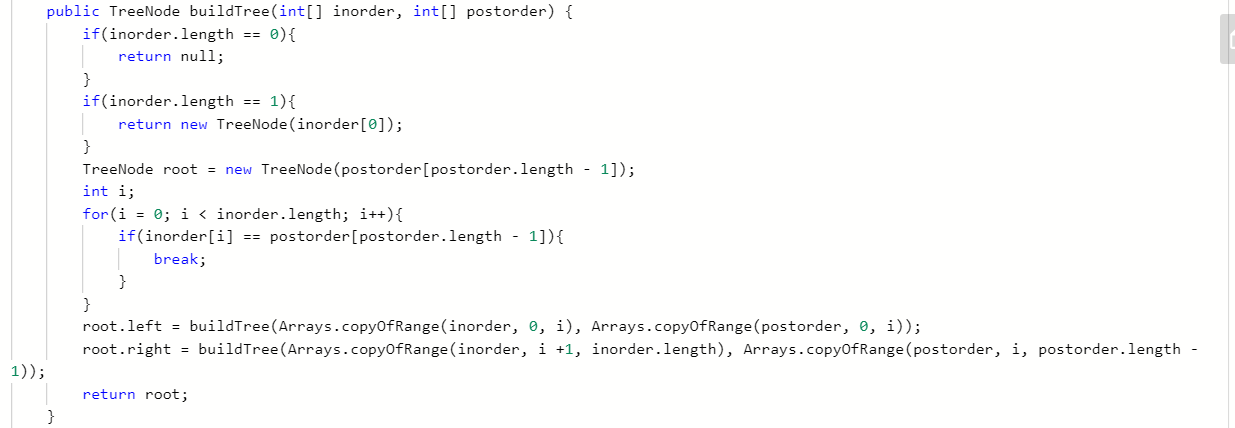 public TreeNode buildTree(int[] inorder, int[] postorder) {
if(inorder.length == 0){
return null;
}
if(inorder.length == 1){
return new TreeNode(inorder[0]);
}
TreeNode root = new TreeNode(postorder[postorder.length - 1]);
int i;
for(i = 0; i < inorder.length; i++){
if(inorder[i] == postorder[postorder.length - 1]){
break;
}
}
root.left = buildTree(Arrays.copyOfRange(inorder, 0, i), Arrays.copyOfRange(postorder, 0, i));
root.right = buildTree(Arrays.copyOfRange(inorder, i +1, inorder.length), Arrays.copyOfRange(postorder, i, postorder.length -
1));
return root;
}